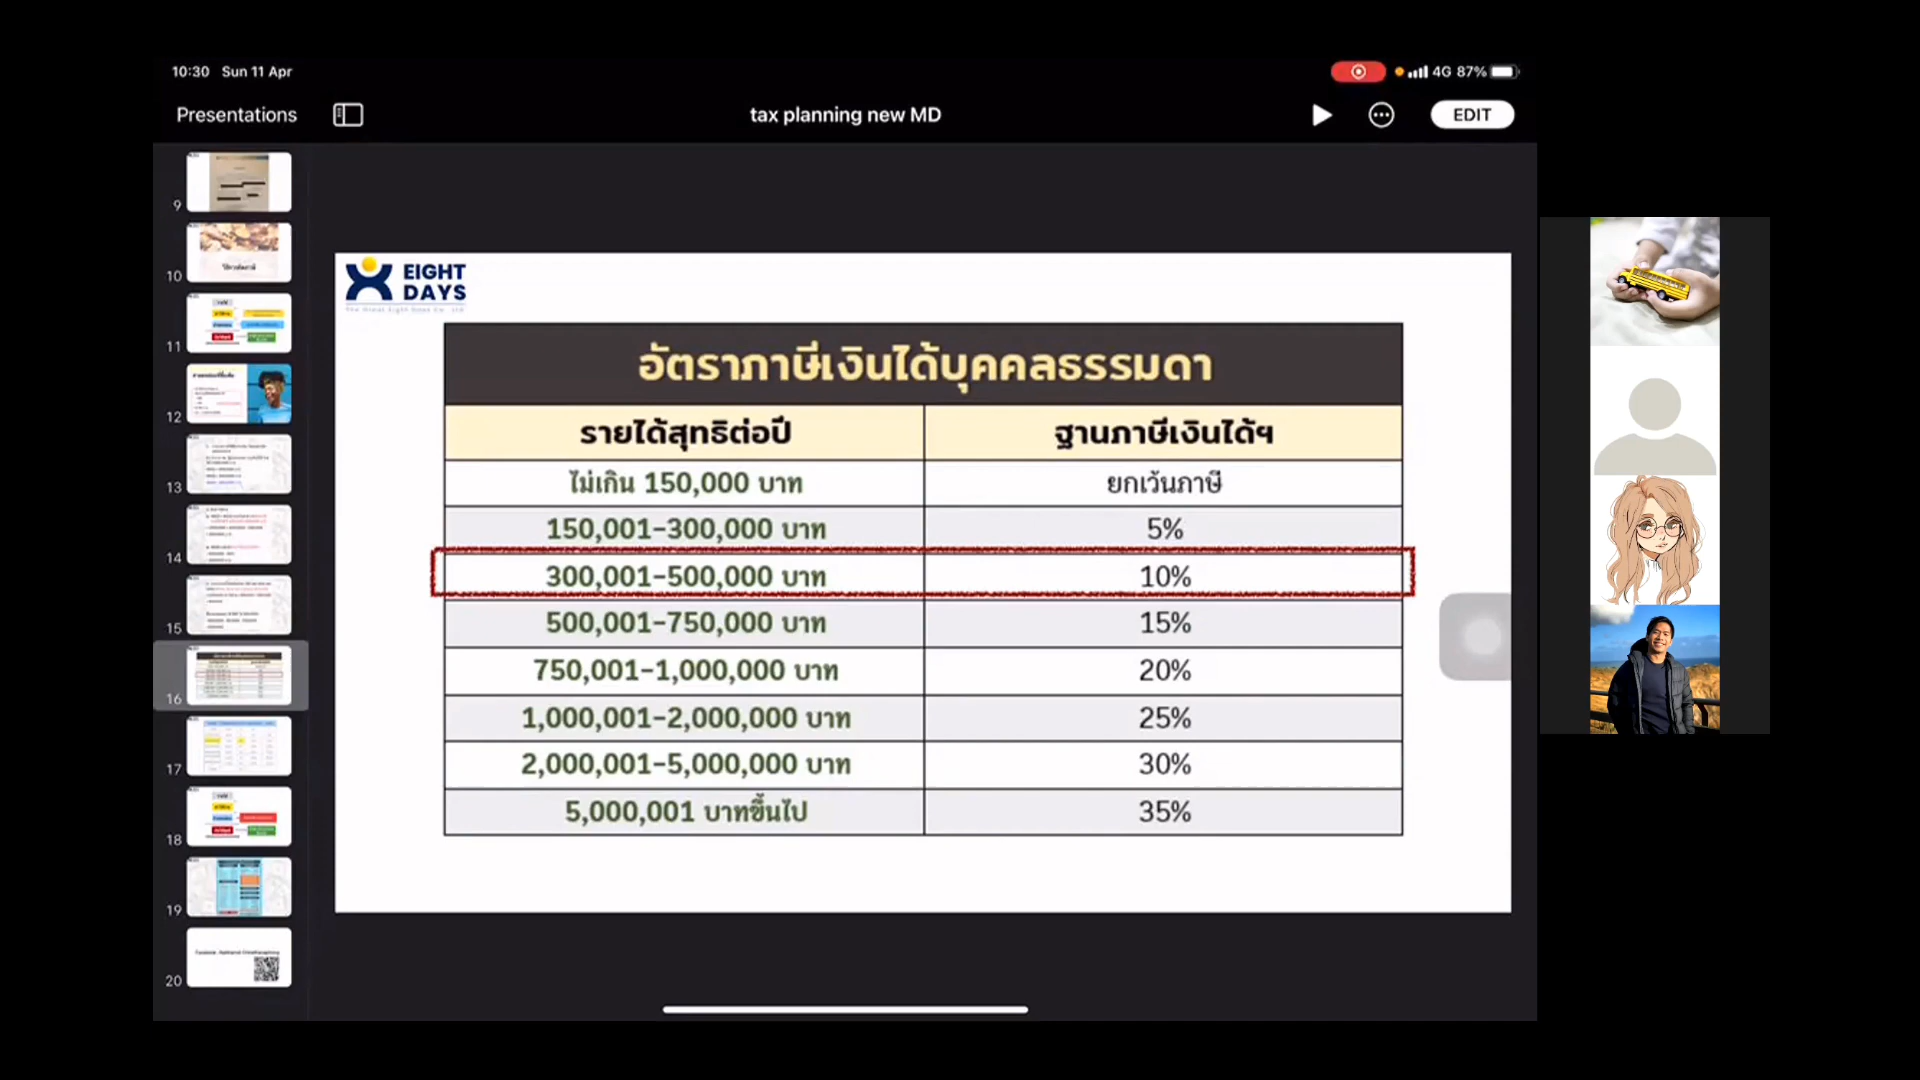 10:30 Sun 11 Apr
4G 87%
Presentations
tax planning new MD
EDIT
9
10
11
12
13
14
15
16
17
18
19
20
EIGHT
DAYS
อัตราภาษีเงินได้บุคคลธรรมดา
รายได้สุทธิต่อปี ฐานภาษีเงินได้ฯ
ไม่เกิน 150,000 บาท ยกเว้นภาษี
150,001-300,000 บาท 5%
300,001-500,000 บาท 10%
500,001-750,000 บาท 15%
750,001-1,000,000 บาท 20%
1,000,001-2,000,000 บาท 25%
2,000,001-5,000,000 บาท 30%
5,000,001 บาทขึ้นไป 35%